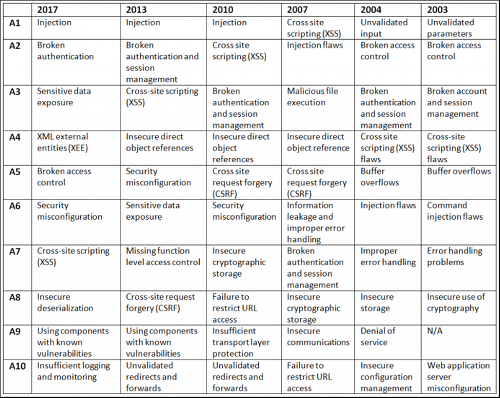 2017 2013 2010 2007 2004 2003
A1 Injection Injection Injection Cross site Unvalidated Unvalidated
scripting (XSS) input parameters
A2 Broken Broken Cross site Injection flaws Broken access Broken access
authentication authentication and scripting (XSS) control control
session
management
A3 Sensitive data Cross-site scripting Broken Malicious file Broken Broken account
exposure (XSS) authentication execution authentication and session
and session and session management
management management
A4 XML external Insecure direct Insecure direct Insecure direct Cross site Cross-site
entities (XEE) object references object object reference scripting (XSS) scripting (XSS)
references flaws flaws
A5 Broken access Security Cross site Cross site Buffer Buffer overflows
control misconfiguration request forgery request forgery overflows
(CSRF) (CSRF)
A6 Security Sensitive data Security Information Injection flaws Command
misconfiguration exposure misconfiguration leakage and injection flaws
improper error
handling
A7 Cross-site scripting Missing function Insecure Broken Improper Error handling
(XSS) level access control cryptographic authentication error handling problems
storage and session
management
A8 Insecure Cross-site request Failure to Insecure Insecure Insecure use of
deserialization forgery (CSRF) restrict URL cryptographic storage cryptography
access storage
A9 Using components Using components Insufficient Insecure Denial of N/A
with known with known transport layer communications service
vulnerabilities vulnerabilities protection
A10 Insufficient logging Unvalidated Unvalidated Failure to Insecure Web application
and monitoring redirects and redirects and restrict URL configuration server
forwards forwards access management misconfiguration